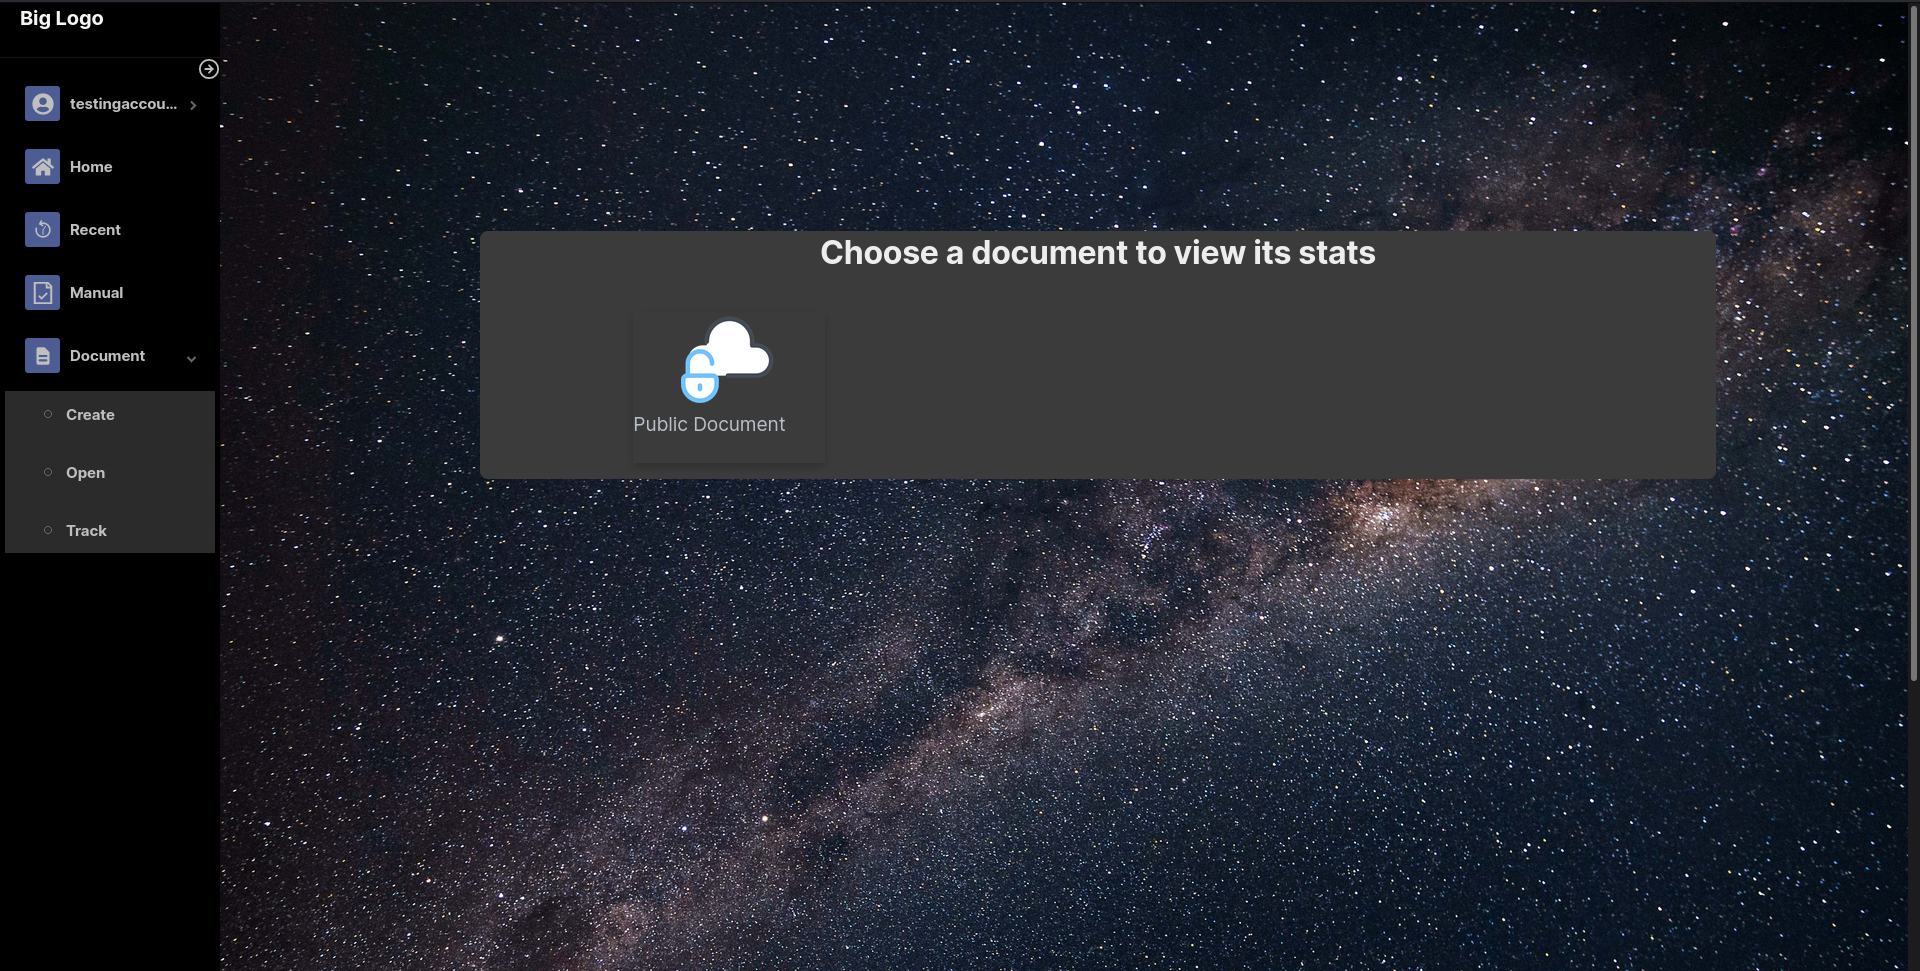 Big Logo
testingaccou...
Home
Recent
Manual
Document
Create
Open
Track
Choose a document to view its stats
Public Document